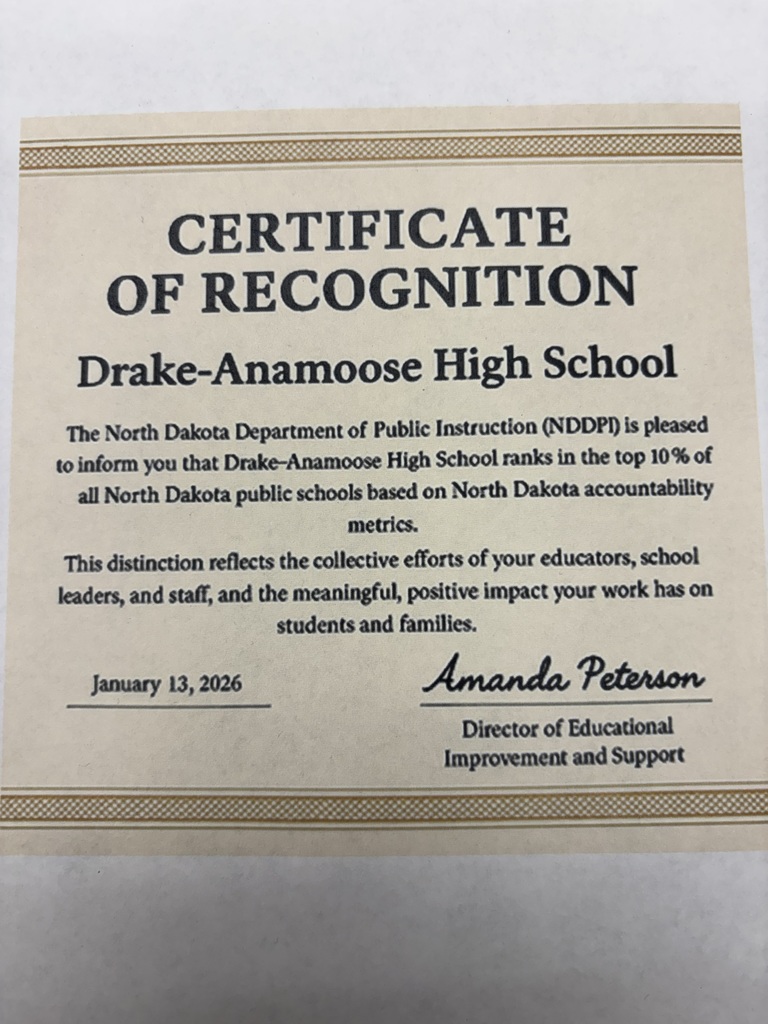 CERTIFICATE
OF RECOGNITION
Drake-Anamoose High School
The North Dakota Department of Public Instruction (NDDPI) is pleased
to inform you that Drake-Anamoose High School ranks in the top 10% of
all North Dakota public schools based on North Dakota accountability
metrics.
This distinction reflects the collective efforts of your educators, school
leaders, and staff, and the meaningful, positive impact your work has on
students and families.
January 13, 2026
Amanda Peterson
Director of Educational
Improvement and Support